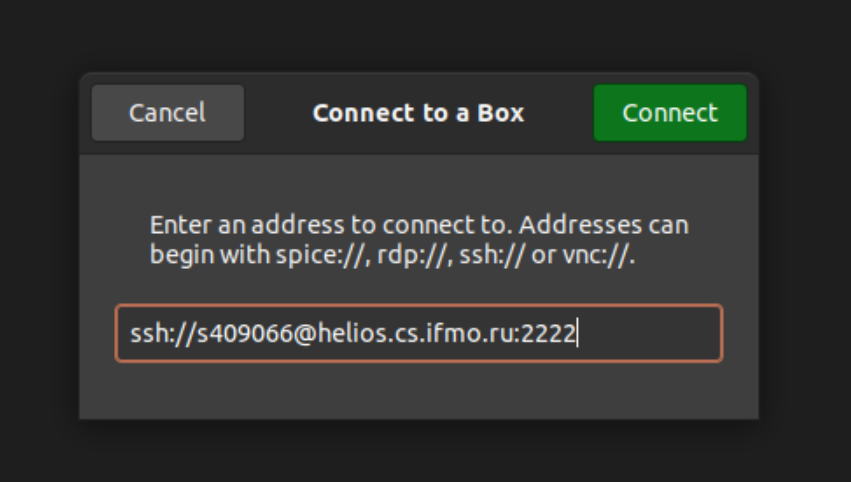 Cancel
Connect to a Box
Connect
Enter an address to connect to. Addresses can
begin with spice://, rdp://, ssh:// or vnc://.
ssh://s409066@helios.cs.ifmo.ru:2222